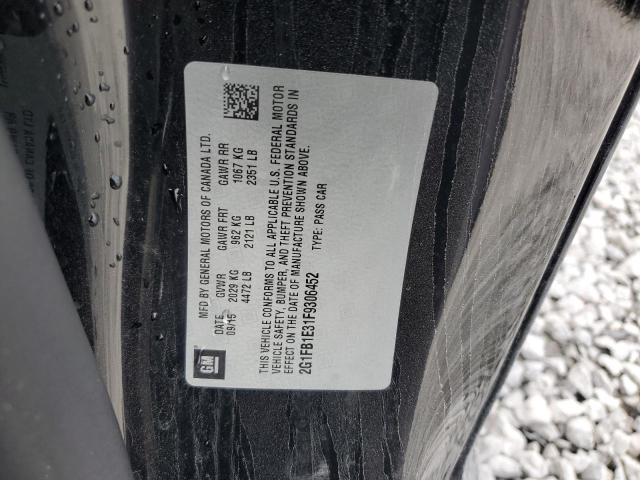 GM
MFD BY GENERAL MOTORS OF CANADA LTD.
DATE GVWR GAWR FRT GAWR RR
09/15 2029 KG 962 KG 1067 KG
4472 LB 2121 LB 2351 LB
THIS VEHICLE CONFORMS TO ALL APPLICABLE U.S. FEDERAL MOTOR
VEHICLE SAFETY, BUMPER, AND THEFT PREVENTION STANDARDS IN
EFFECT ON THE DATE OF MANUFACTURE SHOWN ABOVE.
2G1FB1E31F9306452 TYPE: PASS CAR